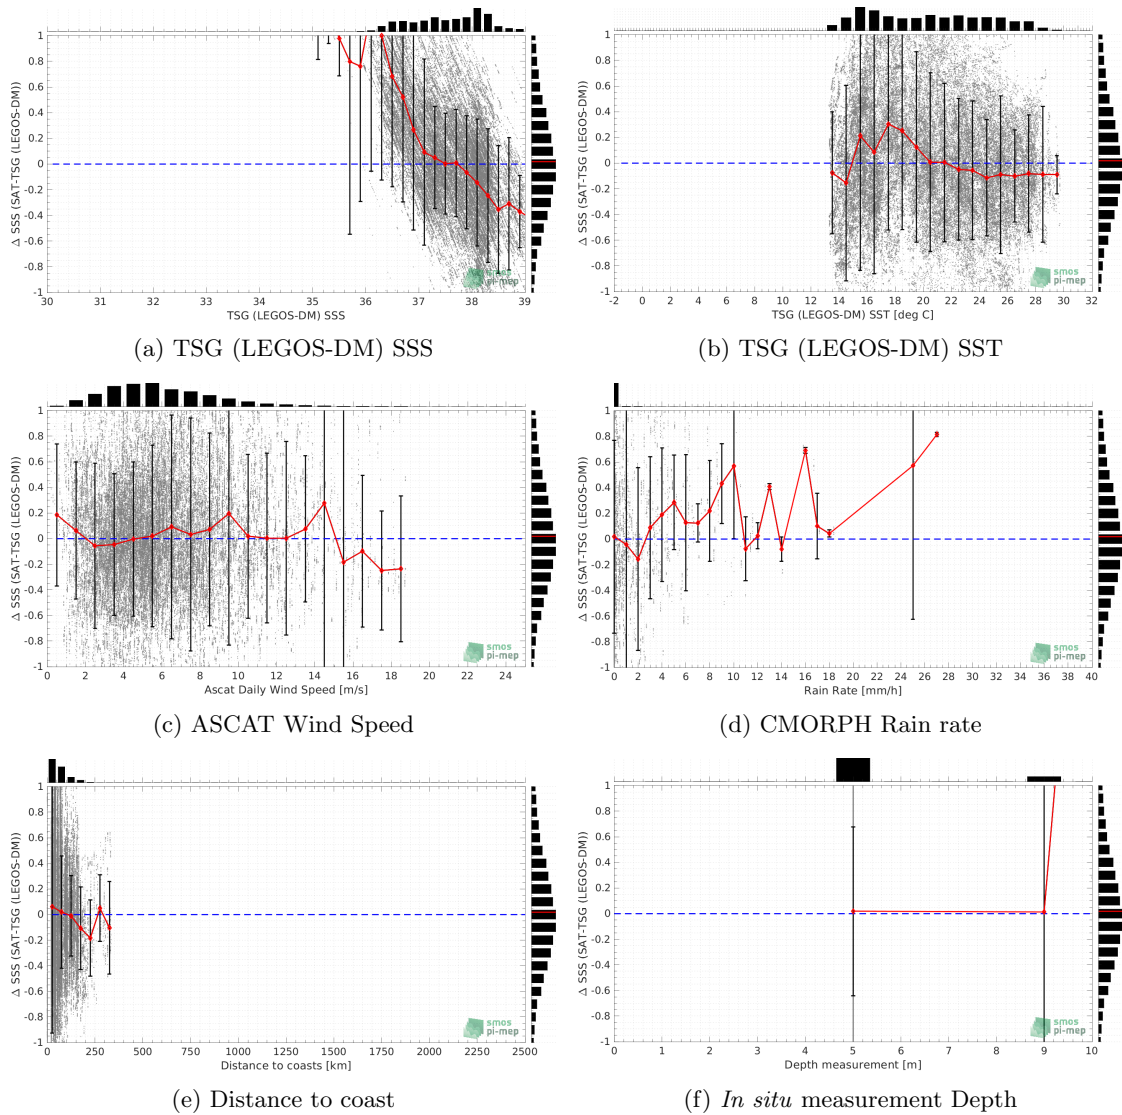 1
0.8
0.6
0.4
0.2
0
-0.2
-0.4
-0.6
-0.8
-1
Δ SSS (SAT-TSG (LEGOS-DM))
30 31 32 33 34 35 36 37 38 39
TSG (LEGOS-DM) SSS
smos
pi-mep
(a) TSG (LEGOS-DM) SSS
1
0.8
0.6
0.4
0.2
0
-0.2
-0.4
-0.6
-0.8
-1
Δ SSS (SAT-TSG (LEGOS-DM))
-2 0 2 4 6 8 10 12 14 16 18 20 22 24 26 28 30 32
TSG (LEGOS-DM) SST [deg C]
smos
pi-mep
(b) TSG (LEGOS-DM) SST
1
0.8
0.6
0.4
0.2
0
-0.2
-0.4
-0.6
-0.8
-1
Δ SSS (SAT-TSG (LEGOS-DM))
0 2 4 6 8 10 12 14 16 18 20 22 24
Ascat Daily Wind Speed [m/s]
smos
pi-mep
(c) ASCAT Wind Speed
1
0.8
0.6
0.4
0.2
0
-0.2
-0.4
-0.6
-0.8
-1
Δ SSS (SAT-TSG (LEGOS-DM))
0 2 4 6 8 10 12 14 16 18 20 22 24 26 28 30 32 34 36 38 40
Rain Rate [mm/h]
smos
pi-mep
(d) CMORPH Rain rate
1
0.8
0.6
0.4
0.2
0
-0.2
-0.4
-0.6
-0.8
-1
Δ SSS (SAT-TSG (LEGOS-DM))
0 250 500 750 1000 1250 1500 1750 2000 2250 2500
Distance to coasts [km]
smos
pi-mep
(e) Distance to coast
1
0.8
0.6
0.4
0.2
0
-0.2
-0.4
-0.6
-0.8
-1
Δ SSS (SAT-TSG (LEGOS-DM))
0 1 2 3 4 5 6 7 8 9 10
Depth measurement [m]
smos
pi-mep
(f) In situ measurement Depth